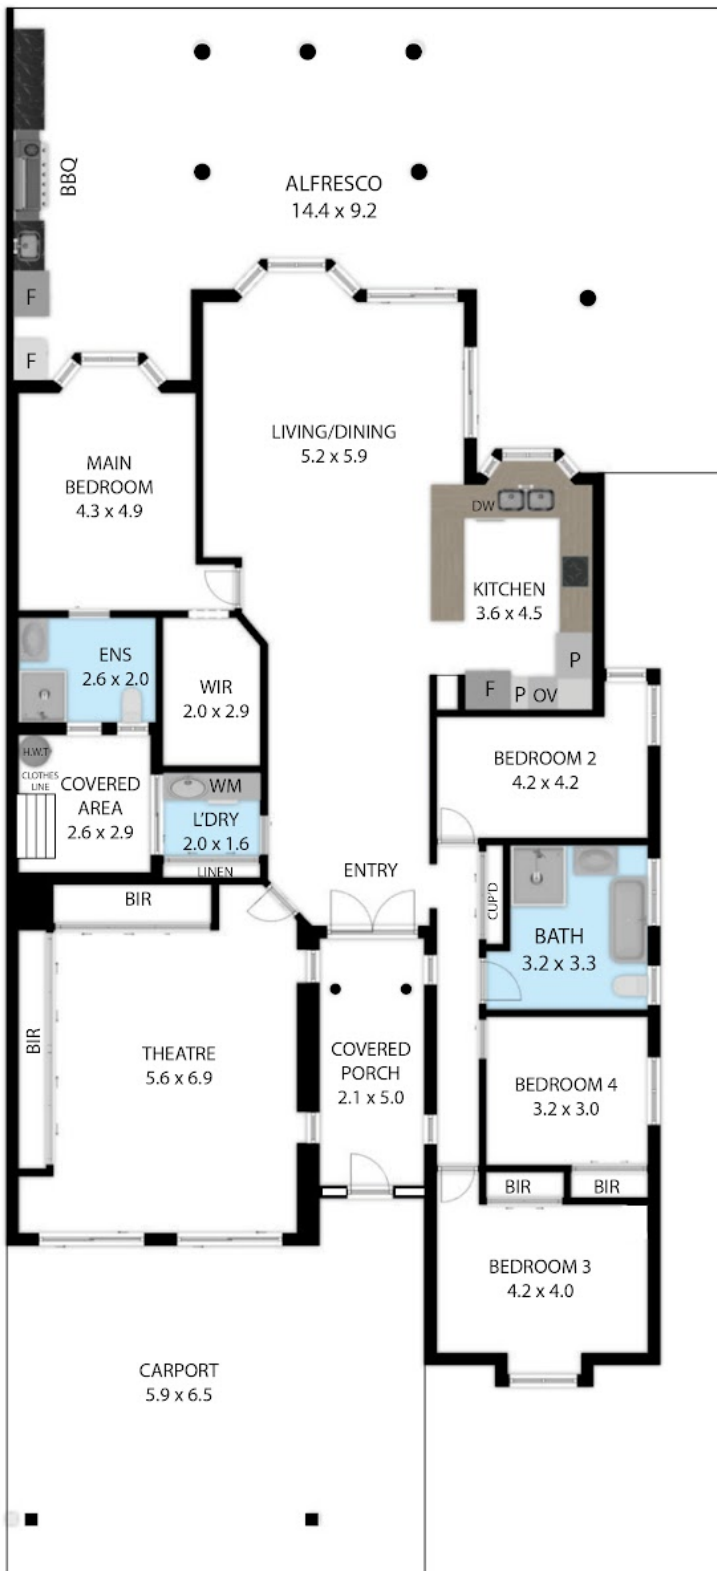 BBQ
ALFRESCO
14.4 x 9.2
F
F
LIVING/DINING
5.2 x 5.9
MAIN
BEDROOM
4.3 x 4.9
DW
KITCHEN
3.6 x 4.5
P
F
P
OV
ENS
2.6 x 2.0
WIR
2.0 x 2.9
BEDROOM 2
4.2 x 4.2
H.W.T
CLOTHES
LINE
COVERED
AREA
2.6 x 2.9
WM
L'DRY
2.0 x 1.6
LINEN
ENTRY
BIR
CUP'D
BATH
3.2 x 3.3
BIR
THEATRE
5.6 x 6.9
COVERED
PORCH
2.1 x 5.0
BEDROOM 4
3.2 x 3.0
BIR
BIR
BEDROOM 3
4.2 x 4.0
CARPORT
5.9 x 6.5